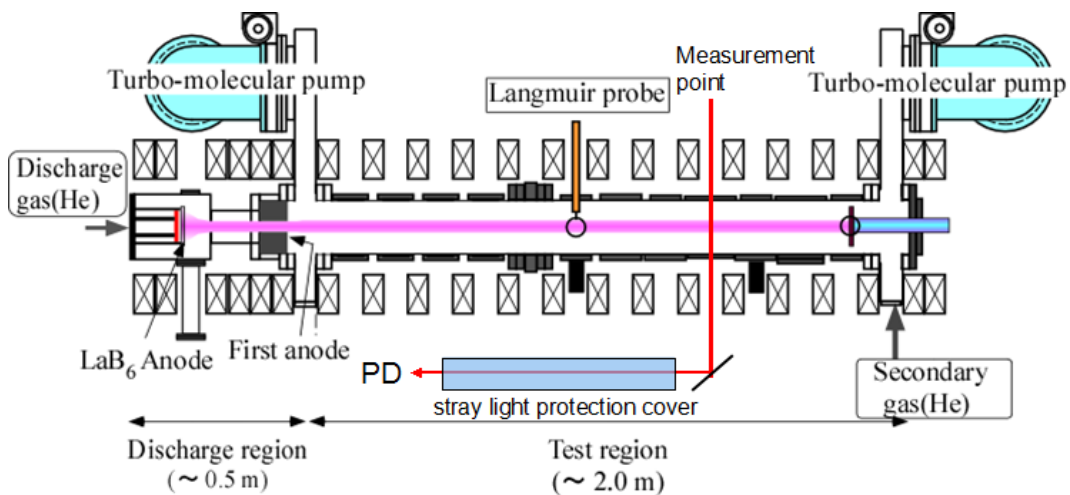 Turbo-molecular pump
Langmuir probe
Measurement
point
Turbo-molecular pump
Discharge
gas(He)
LaB6 Anode
First anode
PD
stray light protection cover
Secondary
gas(He)
Discharge region
(~ 0.5 m)
Test region
(~ 2.0 m)